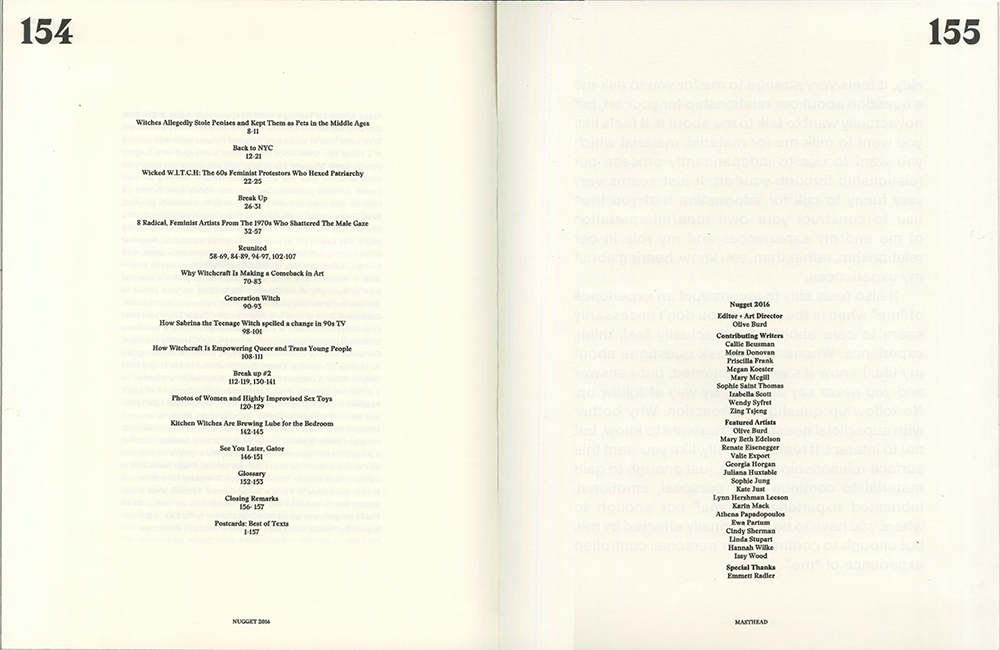 154
Witches Allegedly Stole Penises and Kept Them as Pets in the Middle Ages
8-11
Back to NYC
12-21
Wicked W.I.T.C.H: The 60s Feminist Protestors Who Hexed Patriarchy
22-25
Break Up
26-31
8 Radical, Feminist Artists From The 1970s Who Shattered The Male Gaze
32-57
Reunited
58-69, 84-89, 94-97, 102-107
Why Witchcraft Is Making a Comeback in Art
70-83
Generation Witch
90-93
How Sabrina the Teenage Witch spelled a change in 90s TV
98-101
How Witchcraft Is Empowering Queer and Trans Young People
108-111
Break up #2
112-119, 130-141
Photos of Women and Highly Improvised Sex Toys
120-129
Kitchen Witches Are Brewing Lube for the Bedroom
142-145
See You Later, Gator
146-151
Glossary
152-153
Closing Remarks
156- 157
Postcards: Best of Texts
1-157
NUGGET 2016
155
Nugget 2016
Editor + Art Director
Olive Burd
Contributing Writers
Callie Beusman
Moira Donovan
Priscilla Frank
Megan Koester
Mary Mcgill
Sophie Saint Thomas
Izabella Scott
Wendy Syfret
Zing Tsjeng
Featured Artists
Olive Burd
Mary Beth Edelson
Renate Eisenegger
Valie Export
Georgia Horgan
Juliana Huxtable
Sophie Jung
Kate Just
Lynn Hershman Leeson
Karin Mack
Athena Papadopoulos
Ewa Partum
Cindy Sherman
Linda Stupart
Hannah Wilke
Issy Wood
Special Thanks
Emmett Radler
MASTHEAD